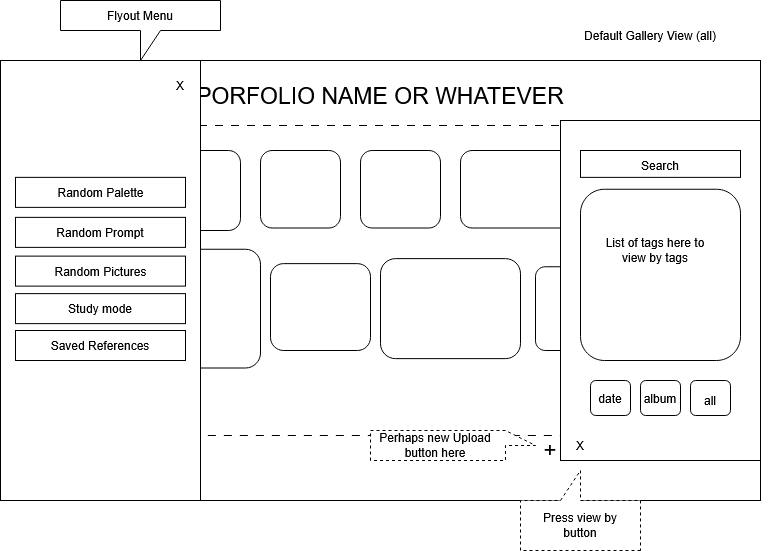 Flyout Menu
Default Gallery View (all)
X
PORFOLIO NAME OR WHATEVER
Search
Random Palette
Random Prompt
Random Pictures
Study mode
Saved References
List of tags here to
view by tags
date
album
all
Perhaps new Upload
button here
+
X
Press view by
button